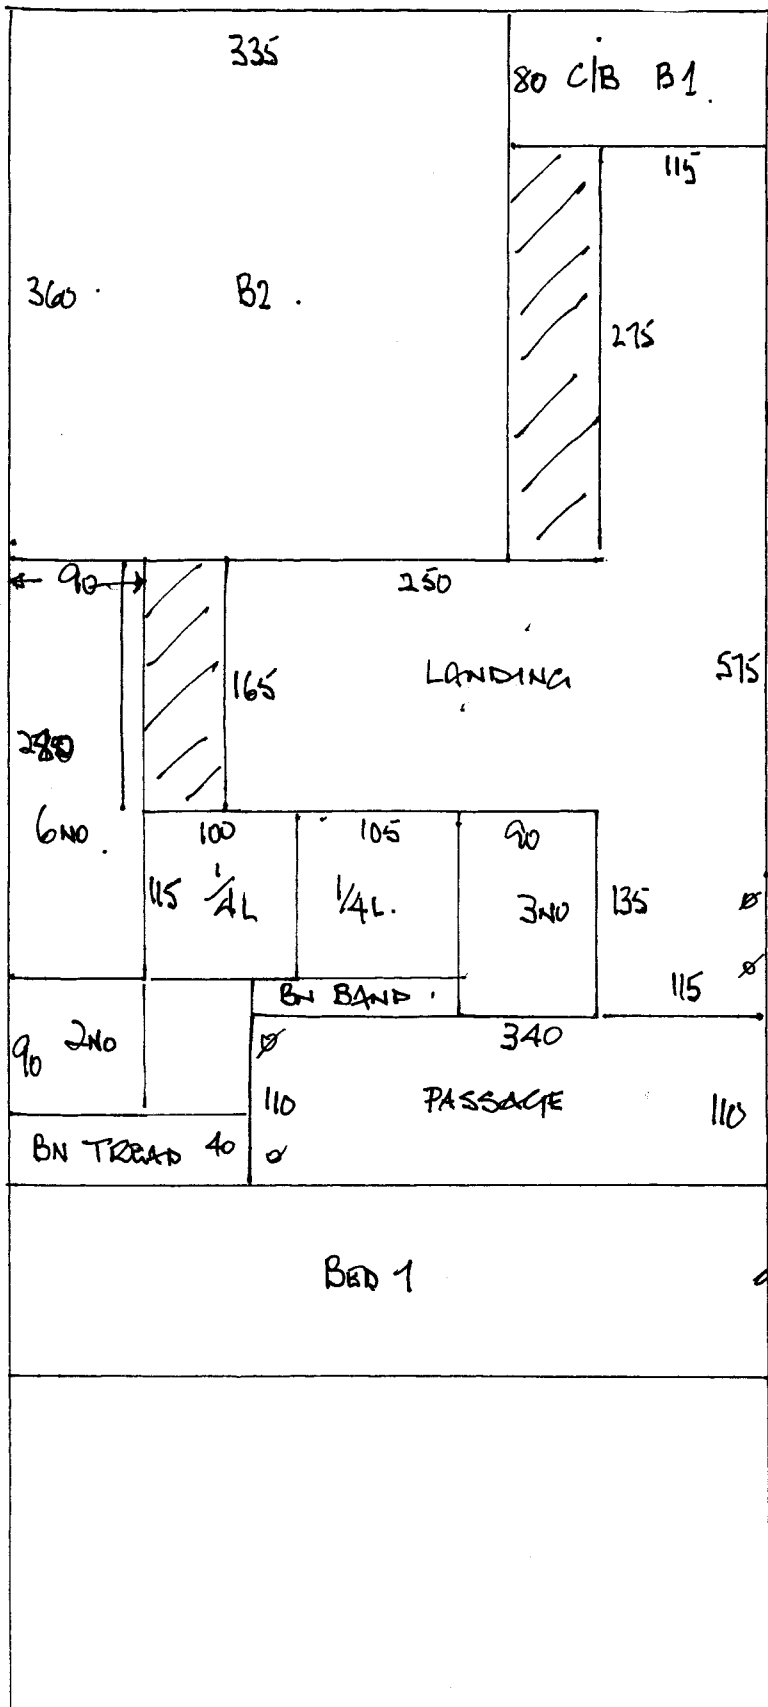 335
80 C/B B1
115
360 B2
275
90
250
165
LANDING
575
280
6NO
100
105
90
115 1/4L
1/4L.
3NO
135
115
BN BAND
90 2NO
340
110
PASSAGE
110
BN TREAD 40
BED 1